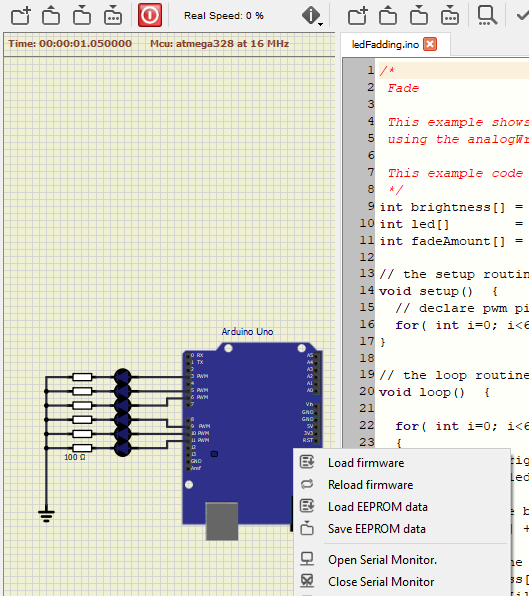 Real Speed: 0 %
Time: 00:00:01.050000 Mcu: atmega328 at 16 MHz
ledFadding.ino
1 /*
2 Fade
3
4 This example shows
5 using the analogWr
6
7 This example code
8 */
9 int brightness[] =
10 int led[] =
11 int fadeAmount[] =
12
13 // the setup routin
14 void setup() {
15 // declare pwm pi
16 for( int i=0; i<6
17 }
18
19 // the loop routine
20 void loop() {
21
22 for( int i=0; i<6
23 {
Arduino Uno
0 RX
1 TX
2
3 PWM
4
5 PWM
6 PWM
7
8
9 PWM
10 PWM
11 PWM
12
13
GND
Aref
A5
A4
A3
A2
A1
A0
Vin
GND
GND
5V
3V3
RST
100 Ω
Load firmware
Reload firmware
Load EEPROM data
Save EEPROM data
Open Serial Monitor.
Close Serial Monitor